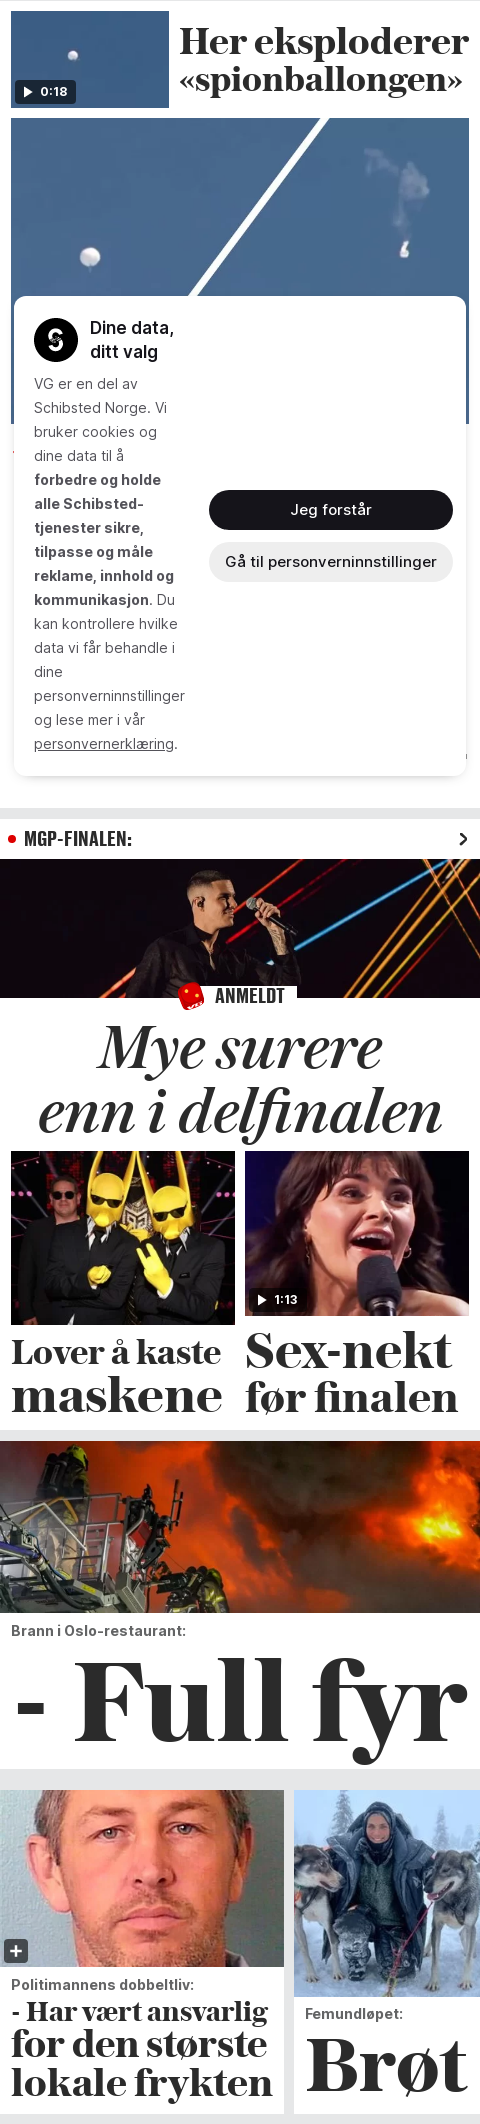 0:18
Her eksploderer
«spionballongen»
Dine data,
ditt valg
VG er en del av
Schibsted Norge. Vi
bruker cookies og
dine data til å
forbedre og holde
alle Schibsted-
tjenester sikre,
tilpasse og måle
reklame, innhold og
kommunikasjon. Du
kan kontrollere hvilke
data vi får behandle i
dine
personverninnstillinger
og lese mer i vår
personvernerklæring.
Jeg forstår
Gå til personverninnstillinger
MGP-FINALEN:
ANMELDT
Mye surere
enn i delfinalen
Lover å kaste
maskene
1:13
Sex-nekt
før finalen
Brann i Oslo-restaurant:
- Full fyr
Politimannens dobbeltliv:
- Har vært ansvarlig
for den største
lokale frykten
Femundløpet:
Brøt